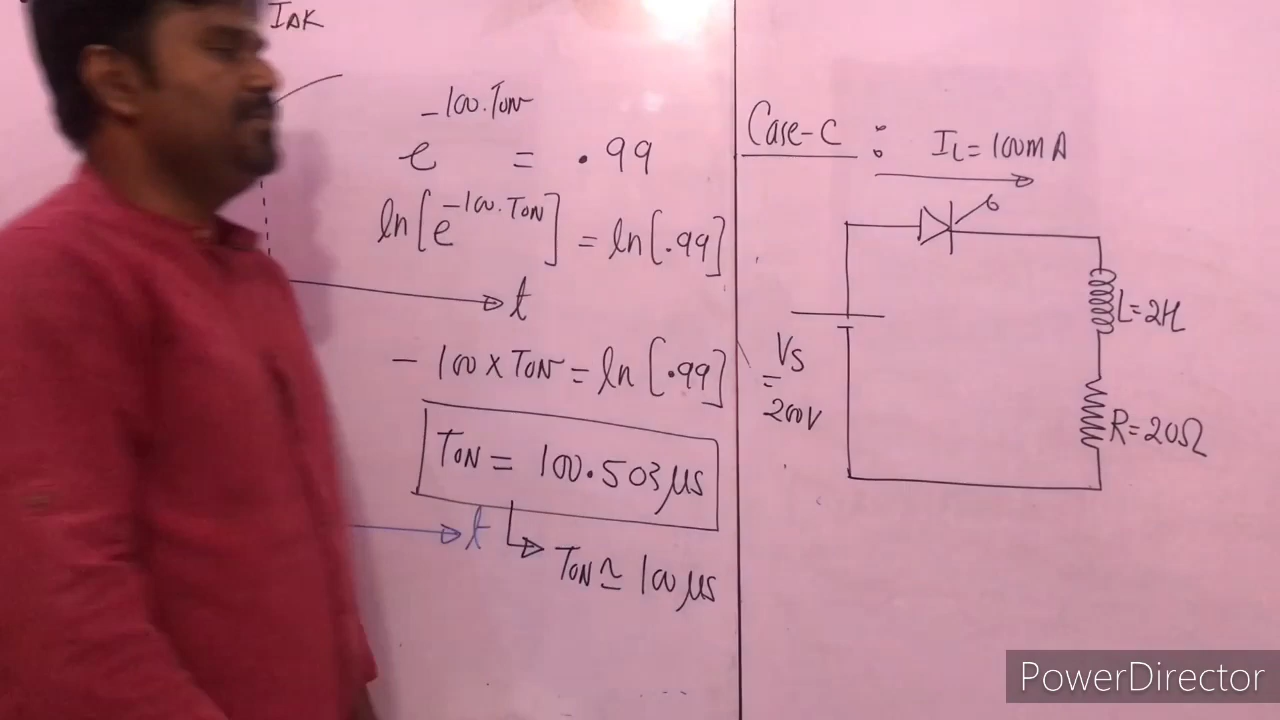 IAK
e^-100.TON = .99
ln[e^-100.TON] = ln[.99]
t
- 100 x TON = ln[.99]
TON = 100.503 μs
t
TON ≃ 100 μs
Case-C :
IL = 100mA
L=2H
VS
=
200V
R=20Ω
PowerDirector